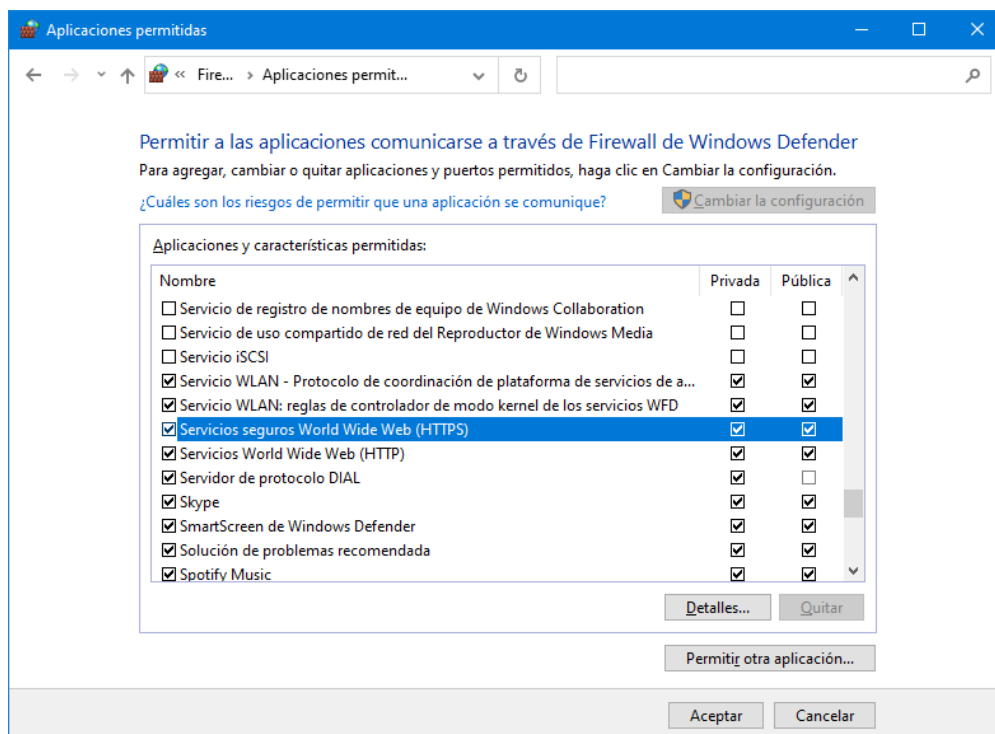 Aplicaciones permitidas
« Fire... › Aplicaciones permit...
Permitir a las aplicaciones comunicarse a través de Firewall de Windows Defender
Para agregar, cambiar o quitar aplicaciones y puertos permitidos, haga clic en Cambiar la configuración.
¿Cuáles son los riesgos de permitir que una aplicación se comunique? Cambiar la configuración
Aplicaciones y características permitidas:
Nombre Privada Pública
Servicio de registro de nombres de equipo de Windows Collaboration
Servicio de uso compartido de red del Reproductor de Windows Media
Servicio iSCSI
Servicio WLAN - Protocolo de coordinación de plataforma de servicios de a...
Servicio WLAN: reglas de controlador de modo kernel de los servicios WFD
Servicios seguros World Wide Web (HTTPS)
Servicios World Wide Web (HTTP)
Servidor de protocolo DIAL
Skype
SmartScreen de Windows Defender
Solución de problemas recomendada
Spotify Music
Detalles... Quitar
Permitir otra aplicación...
Aceptar Cancelar